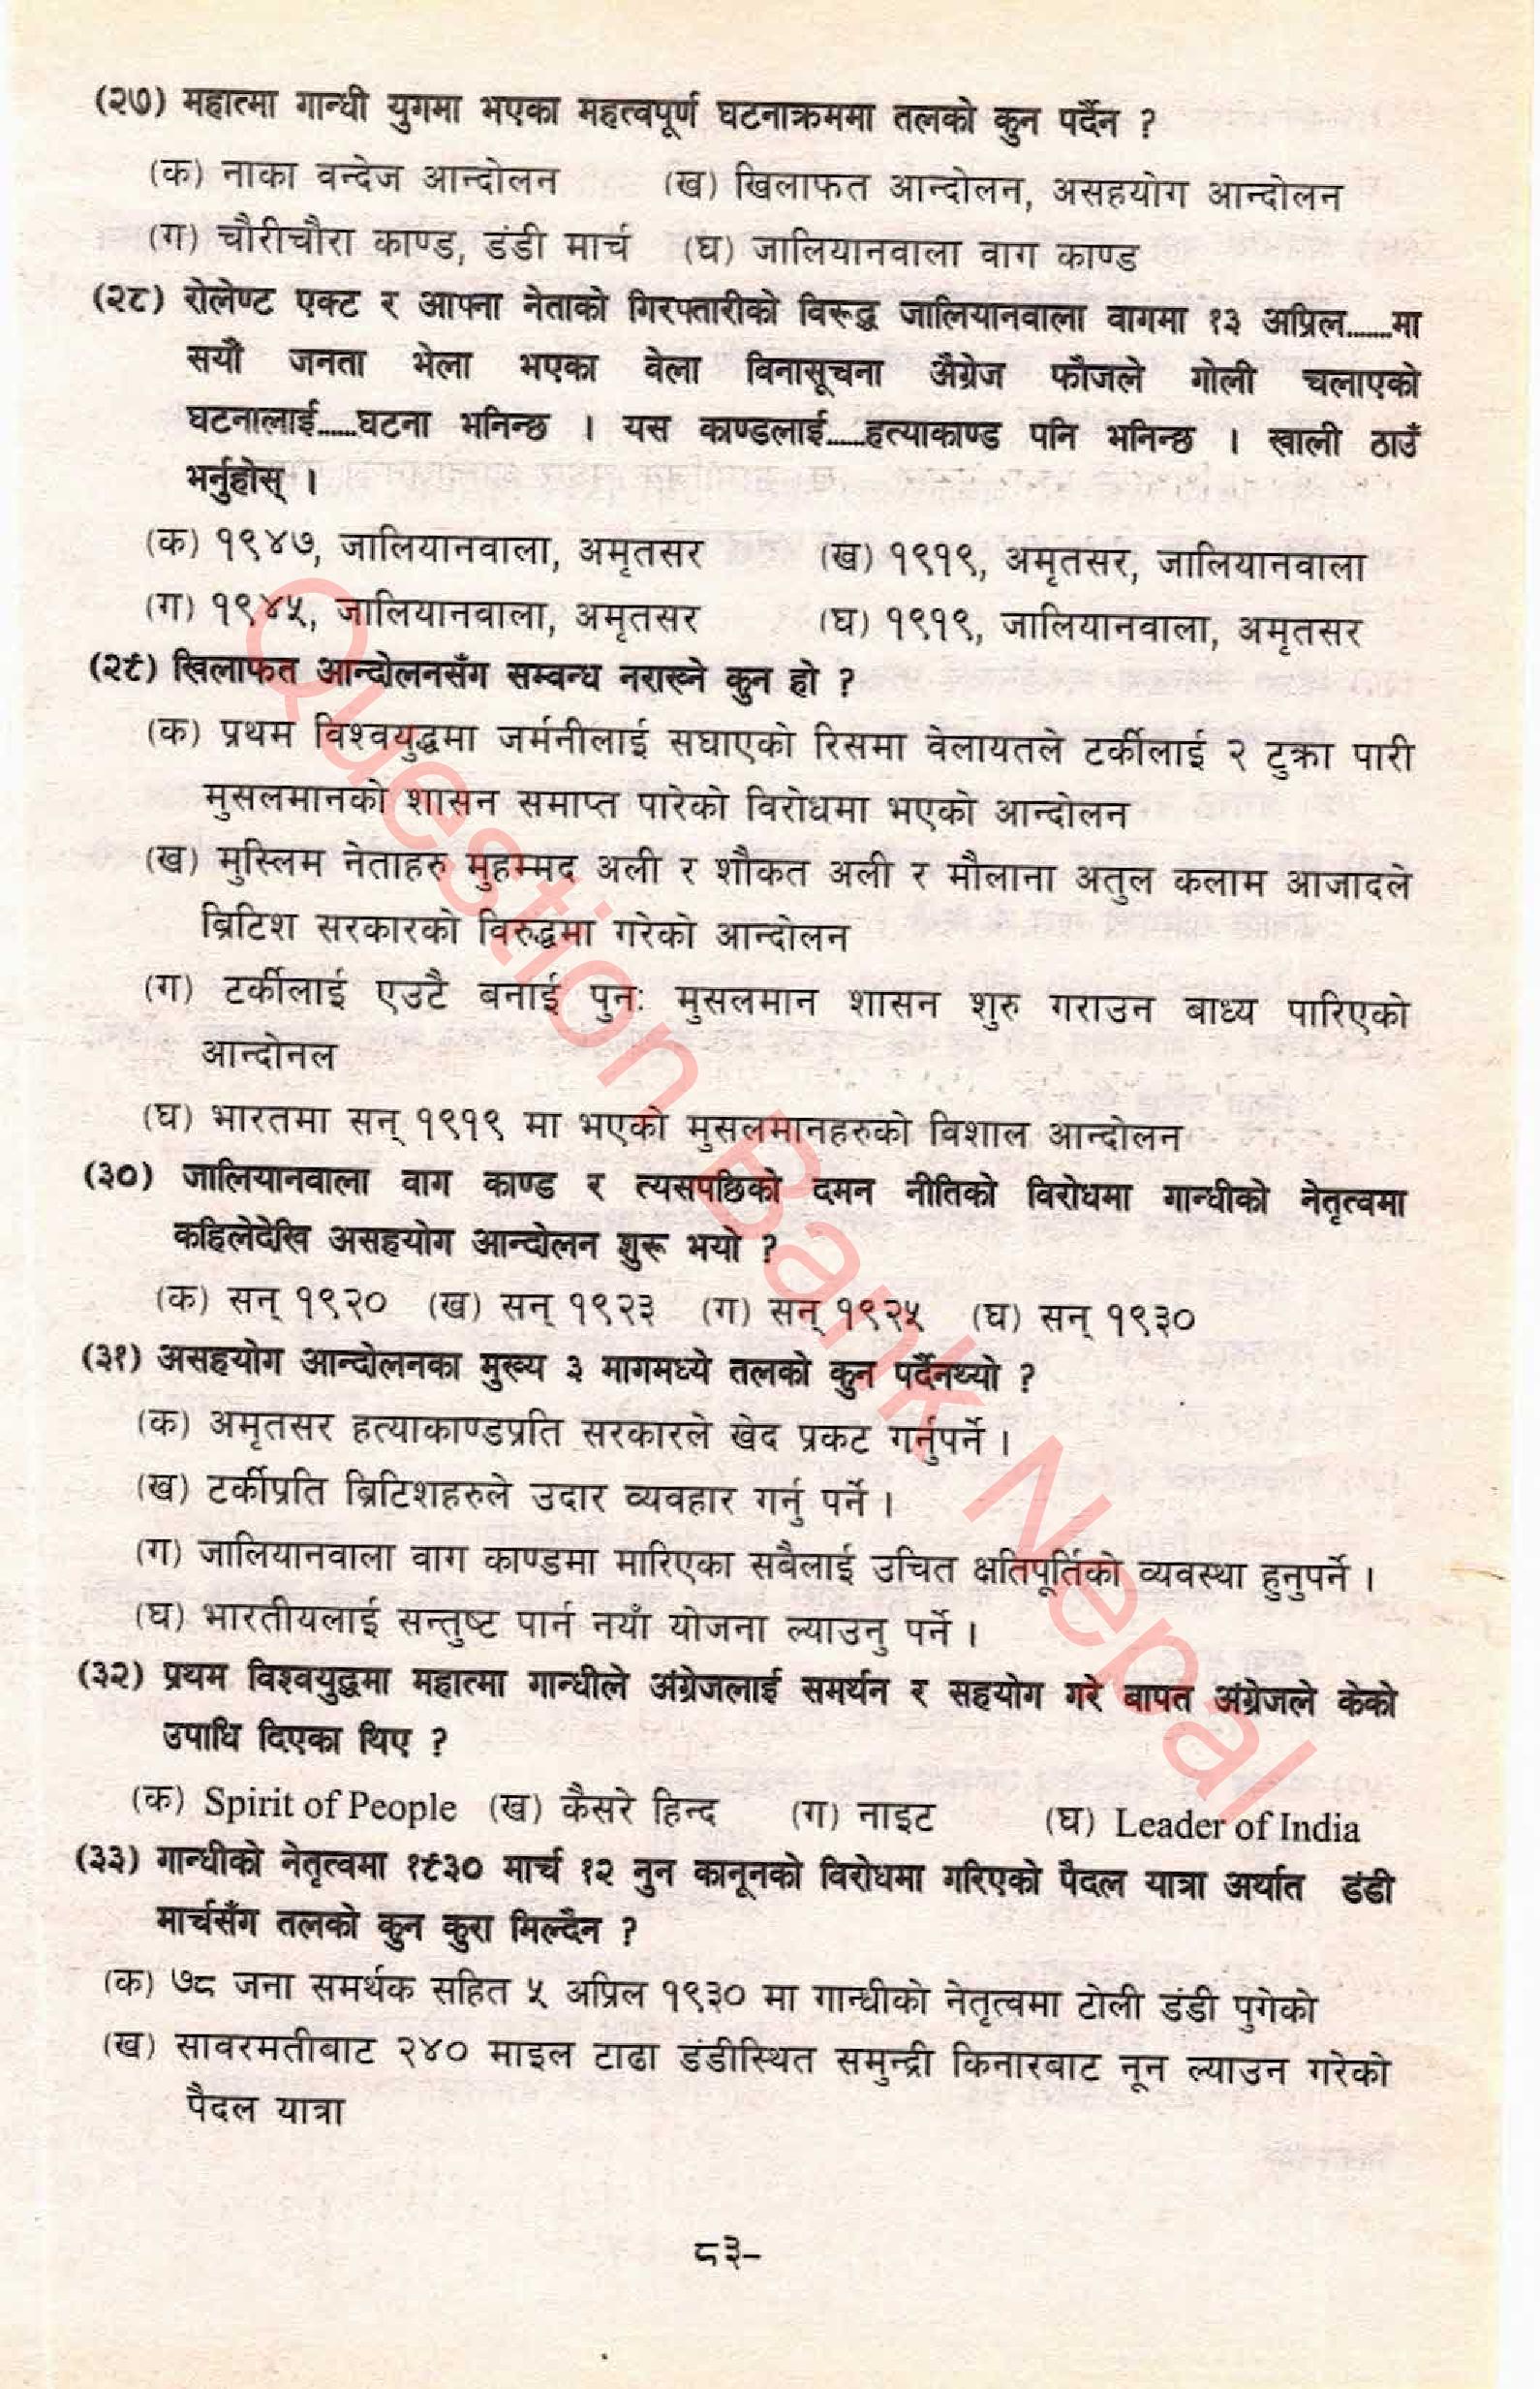 (२७) महात्मा गान्धी युगमा भएका महत्वपूर्ण घटनाक्रममा तलको कुन पर्दैन ?
(क) नाका वन्देज आन्दोलन (ख) खिलाफत आन्दोलन, असहयोग आन्दोलन
(ग) चौरीचौरा काण्ड, डंडी मार्च (घ) जालियानवाला वाग काण्ड
(२८) रोलेण्ट एक्ट र आफ्ना नेताको गिरफ्तारीको विरूद्ध जालियानवाला वागमा १३ अप्रिल.......मा
सयौं जनता भेला भएका वेला विनासूचना अँग्रेज फौजले गोली चलाएको
घटनालाई......घटना भनिन्छ । यस काण्डलाई......हत्याकाण्ड पनि भनिन्छ । खाली ठाउँ
भर्नुहोस् ।
(क) १९४७, जालियानवाला, अमृतसर (ख) १९१९, अमृतसर, जालियानवाला
(ग) १९४५, जालियानवाला, अमृतसर (घ) १९१९, जालियानवाला, अमृतसर
(२९) खिलाफत आन्दोलनसँग सम्वन्ध नराख्ने कुन हो ?
(क) प्रथम विश्वयुद्धमा जर्मनीलाई सघाएको रिसमा वेलायतले टर्कीलाई २ टुक्रा पारी
मुसलमानको शासन समाप्त पारेको विरोधमा भएको आन्दोलन
(ख) मुस्लिम नेताहरु मुहम्मद अली र शौकत अली र मौलाना अतुल कलाम आजादले
ब्रिटिश सरकारको विरुद्धमा गरेको आन्दोलन
(ग) टर्कीलाई एउटै बनाई पुनः मुसलमान शासन शुरु गराउन बाध्य पारिएको
आन्दोनल
(घ) भारतमा सन् १९१९ मा भएको मुसलमानहरुको विशाल आन्दोलन
(३०) जालियानवाला वाग काण्ड र त्यसपछिको दमन नीतिको विरोधमा गान्धीको नेतृत्वमा
कहिलेदेखि असहयोग आन्दोलन शुरू भयो ?
(क) सन् १९२० (ख) सन् १९२३ (ग) सन् १९२५ (घ) सन् १९३०
(३१) असहयोग आन्दोलनका मुख्य ३ मागमध्ये तलको कुन पर्दैनथ्यो ?
(क) अमृतसर हत्याकाण्डप्रति सरकारले खेद प्रकट गर्नुपर्ने ।
(ख) टर्कीप्रति ब्रिटिशहरुले उदार व्यवहार गर्नु पर्ने ।
(ग) जालियानवाला वाग काण्डमा मारिएका सबैलाई उचित क्षतिपूर्तिको व्यवस्था हुनुपर्ने ।
(घ) भारतीयलाई सन्तुष्ट पार्न नयाँ योजना ल्याउनु पर्ने ।
(३२) प्रथम विश्वयुद्धमा महात्मा गान्धीले अंग्रेजलाई समर्थन र सहयोग गरे बापत अंग्रेजले केको
उपाधि दिएका थिए ?
(क) Spirit of People (ख) कैसरे हिन्द (ग) नाइट (घ) Leader of India
(३३) गान्धीको नेतृत्वमा १९३० मार्च १२ नुन कानूनको विरोधमा गरिएको पैदल यात्रा अर्थात डंडी
मार्चसँग तलको कुन कुरा मिल्दैन ?
(क) ७८ जना समर्थक सहित ५ अप्रिल १९३० मा गान्धीको नेतृत्वमा टोली डंडी पुगेको
(ख) सावरमतीबाट २४० माइल टाढा डंडीस्थित समुन्द्री किनारबाट नून ल्याउन गरेको
पैदल यात्रा
८३-
Question Bank Nepal